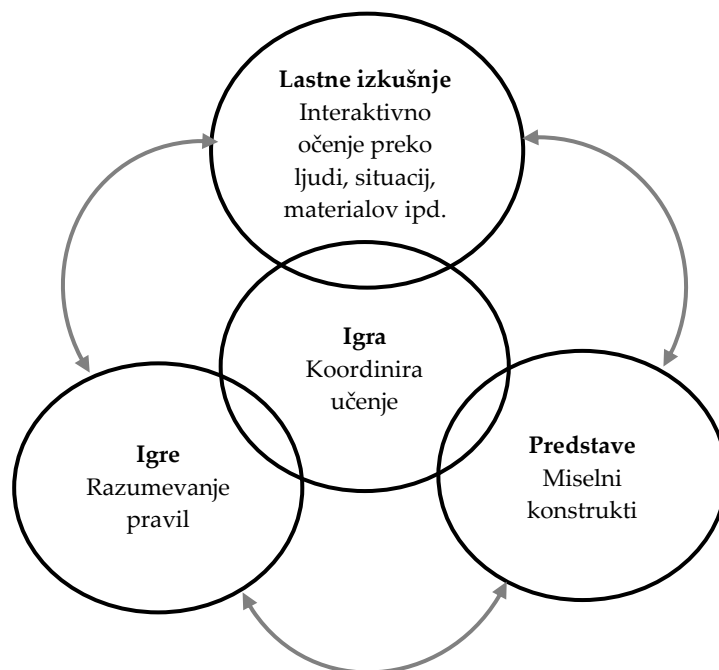 Lastne izkušnje
Interaktivno
očenje preko
ljudi, situacij,
materialov ipd.
Igra
Koordinira
učenje
Igre
Razumevanje
pravil
Predstave
Miselni
konstrukti